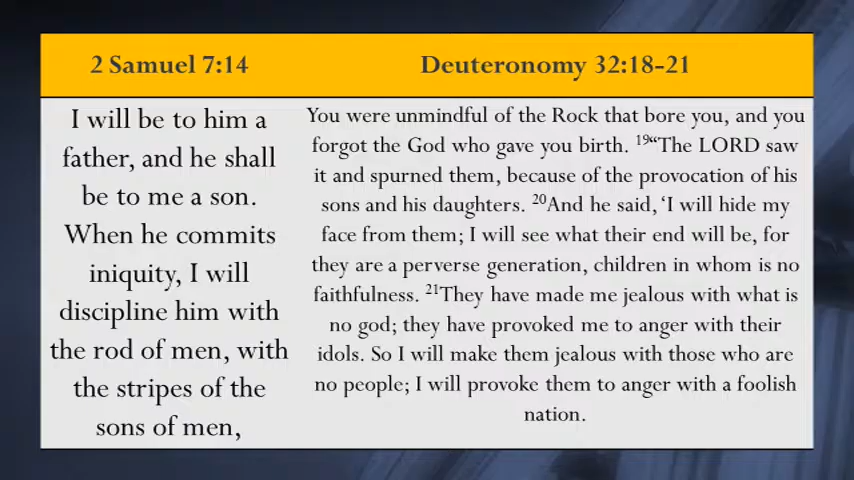 2 Samuel 7:14
Deuteronomy 32:18-21
I will be to him a
father, and he shall
be to me a son.
When he commits
iniquity, I will
discipline him with
the rod of men, with
the stripes of the
sons of men,
You were unmindful of the Rock that bore you, and you
forgot the God who gave you birth. 19“The LORD saw
it and spurned them, because of the provocation of his
sons and his daughters. 20And he said, ‘I will hide my
face from them; I will see what their end will be, for
they are a perverse generation, children in whom is no
faithfulness. 21They have made me jealous with what is
no god; they have provoked me to anger with their
idols. So I will make them jealous with those who are
no people; I will provoke them to anger with a foolish
nation.